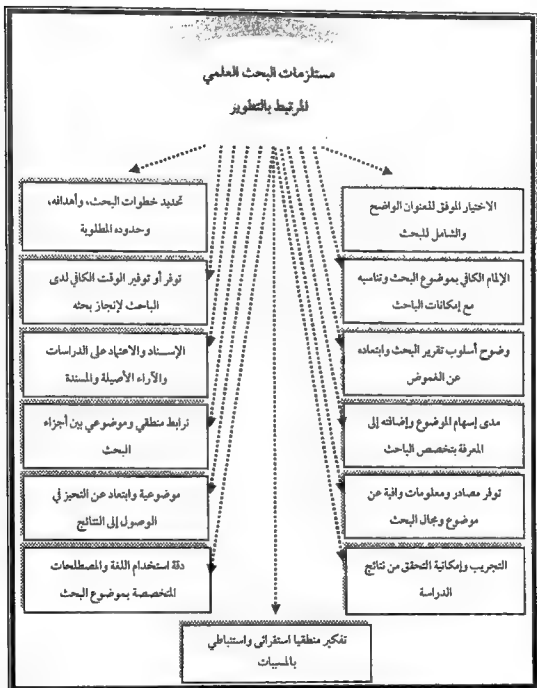 مستلزمات البحث العلمي
المرتبط بالتطوير
الاختيار الموفق للعنوان الواضح
والشامل للبحث
الإلمام الكافي بموضوع البحث وتناسبه
مع إمكانات الباحث
وضوح أسلوب تقرير البحث وابتعاده
عن الغموض
مدى إسهام الموضوع وإضافته إلى
المعرفة بتخصص الباحث
توفر مصادر ومعلومات وافية عن
موضوع ومجال البحث
التجريب وإمكانية التحقق من نتائج
الدراسة
تحديد خطوات البحث، وأهدافه،
وحدوده المطلوبة
توفر أو توفير الوقت الكافي لدى
الباحث لإنجاز بحثه
الإسناد والاعتماد على الدراسات
والآراء الأصيلة والمسندة
ترابط منطقي وموضوعي بين أجزاء
البحث
موضوعية وابتعاد عن التحيز في
الوصول إلى النتائج
دقة استخدام اللغة والمصطلحات
المتخصصة بموضوع البحث
تفكير منطقيا استقرائى واستنباطي
بالمسببات